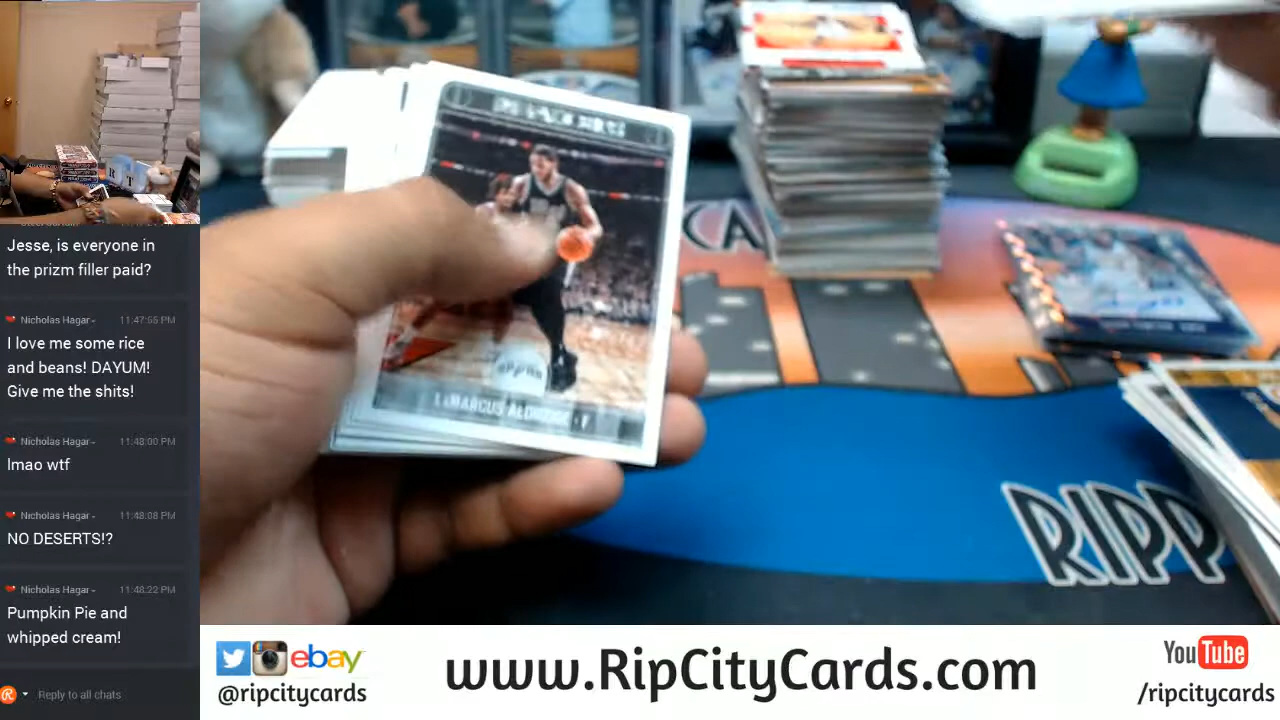 Jesse, is everyone in
the prizm filler paid?
Nicholas Hagar- 11:47:55 PM
I love me some rice
and beans! DAYUM!
Give me the shits!
Nicholas Hagar- 11:48:00 PM
lmao wtf
Nicholas Hagar- 11:48:08 PM
NO DESERTS!?
Nicholas Hagar- 11:48:22 PM
Pumpkin Pie and
whipped cream!
Reply to all chats
LAMARCUS ALDRIDGE F
CA
RIPP
ebay
@ripcitycards
www.RipCityCards.com
YouTube
/ripcitycards